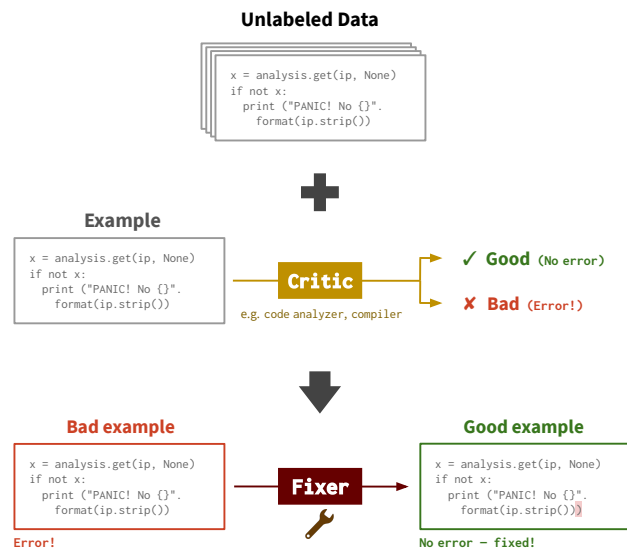 Unlabeled Data
x = analysis.get(ip, None)
if not x:
print ("PANIC! No {}".
format(ip.strip())
Example
x = analysis.get(ip, None)
if not x:
print ("PANIC! No {}".
format(ip.strip())
Critic
e.g. code analyzer, compiler
✓ Good (No error)
✘ Bad (Error!)
Bad example
x = analysis.get(ip, None)
if not x:
print ("PANIC! No {}".
format(ip.strip())
Error!
Fixer
Good example
x = analysis.get(ip, None)
if not x:
print ("PANIC! No {}".
format(ip.strip()))
No error – fixed!